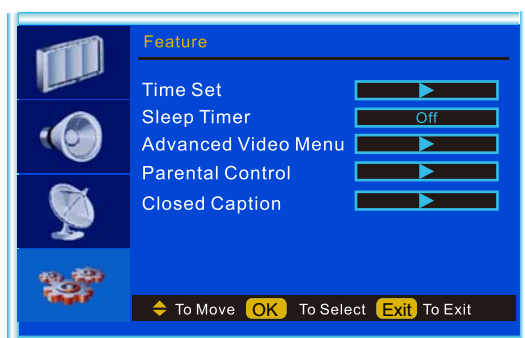 Feature
Time Set
Sleep Timer Off
Advanced Video Menu
Parental Control
Closed Caption
To Move OK To Select Exit To Exit